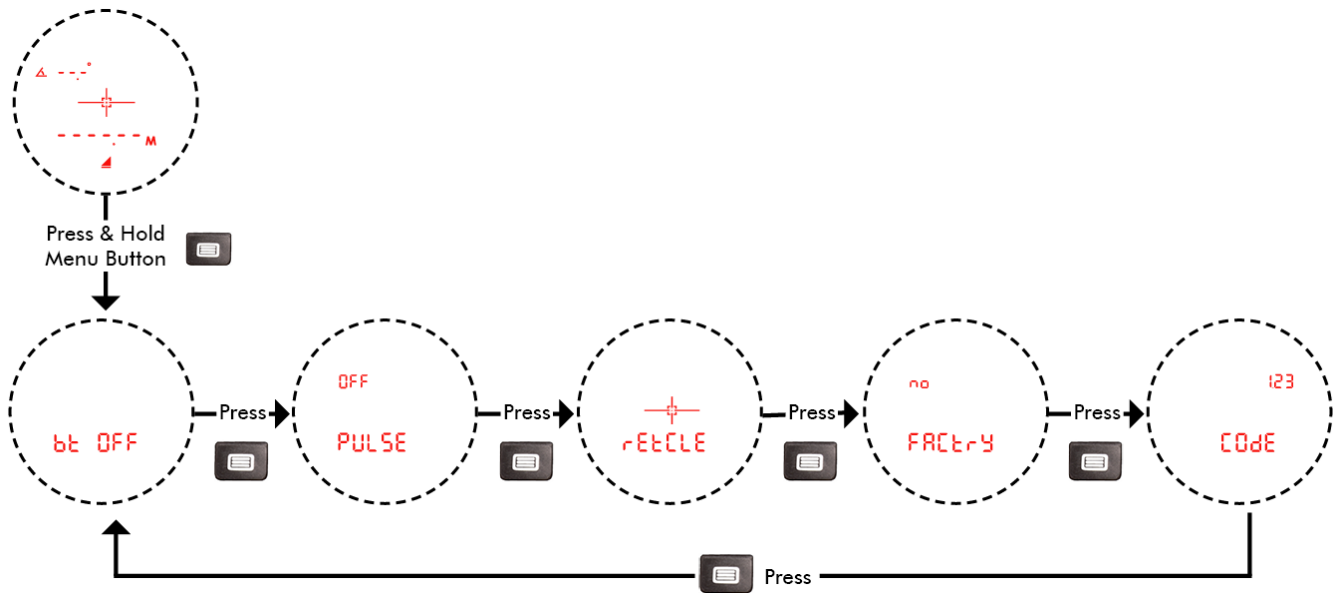 ---.-°
-----.- M
Press & Hold
Menu Button
bt OFF
Press
OFF
PULSE
Press
rEtCLE
Press
no
FACtrY
Press
123
COdE
Press